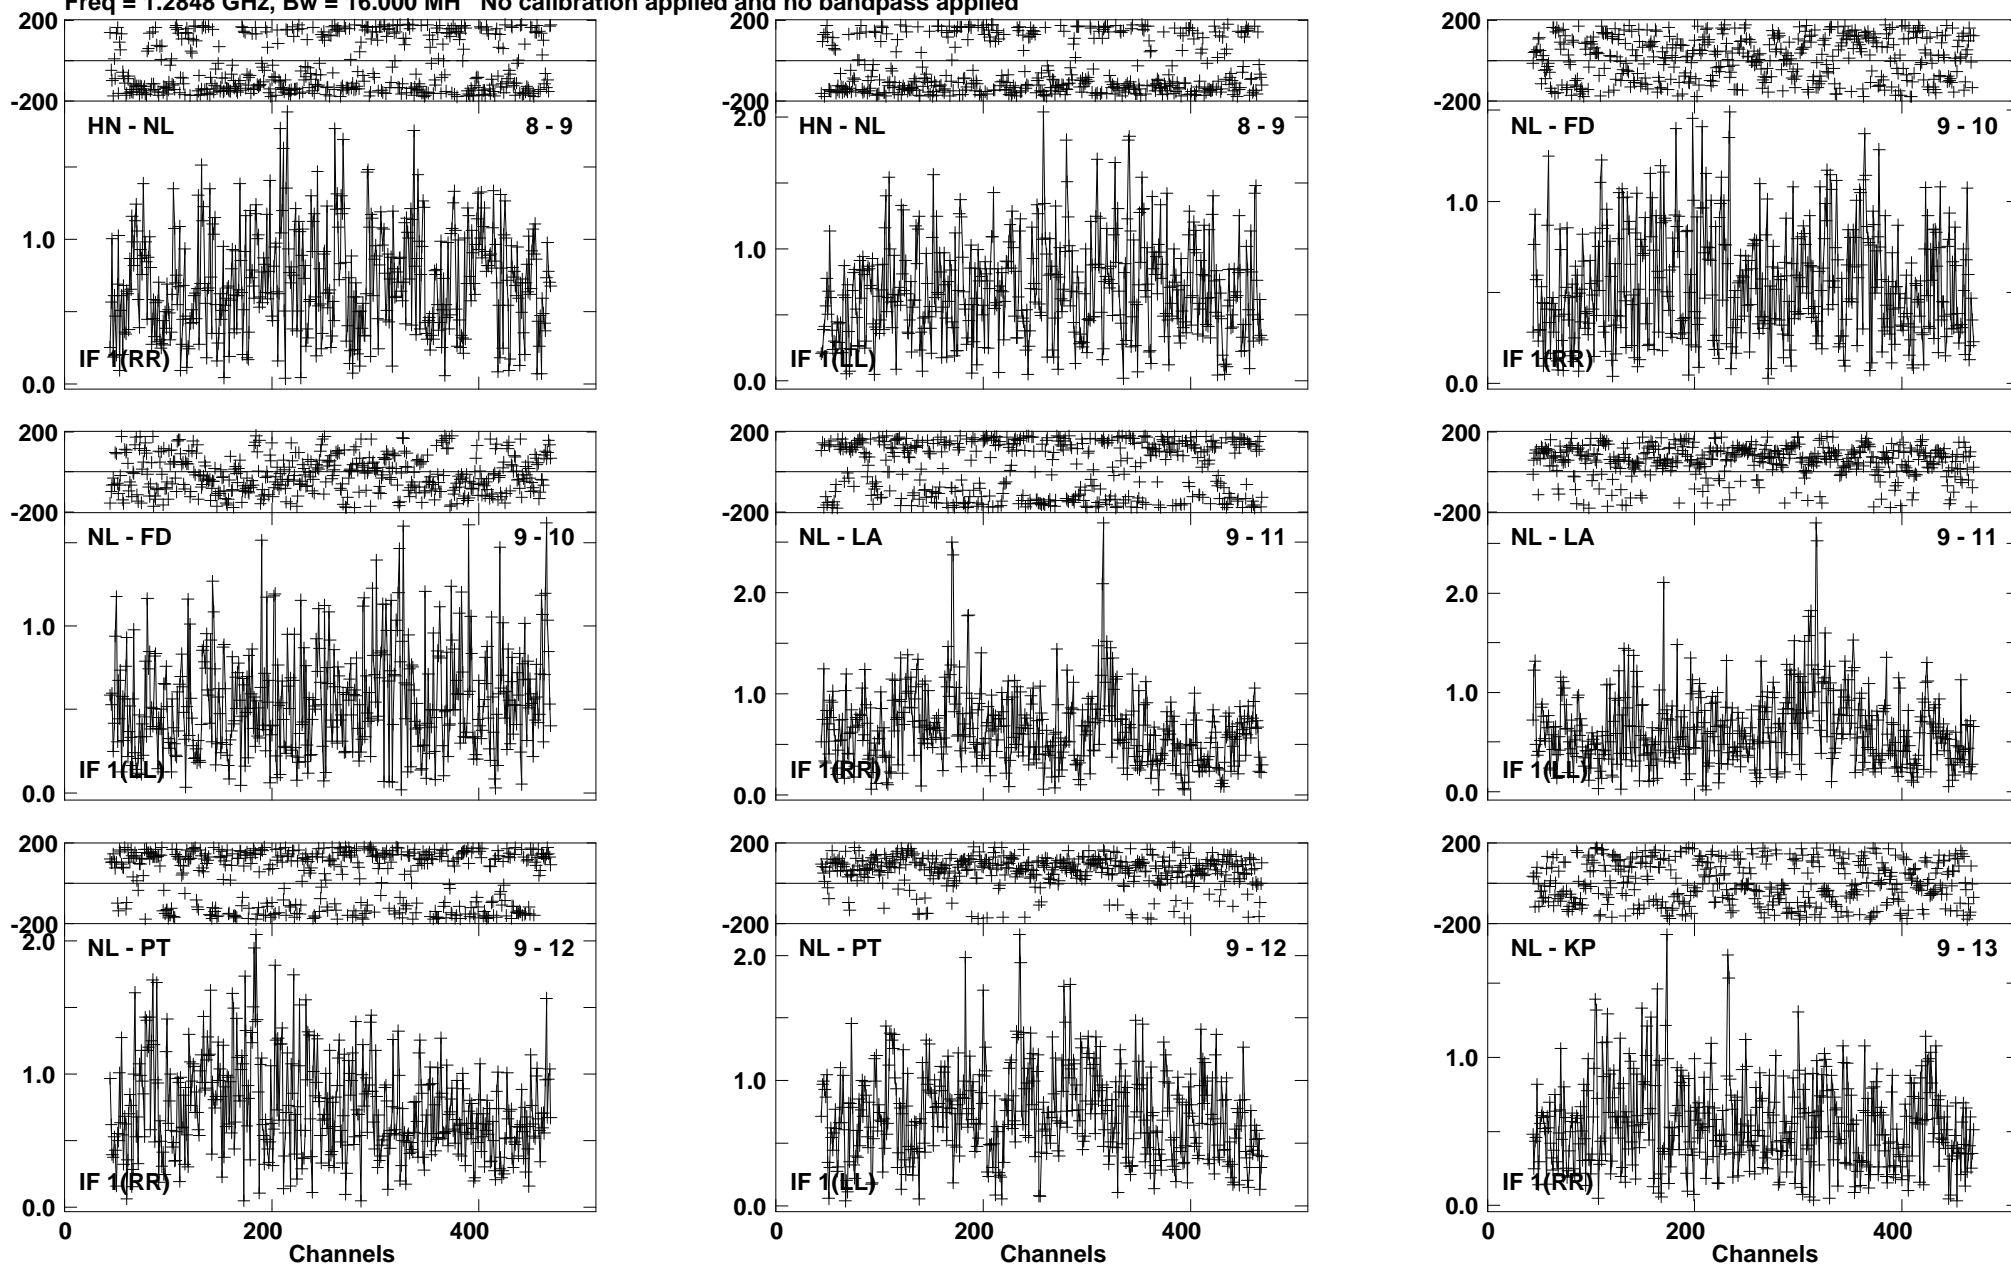 Freq = 1.2848 GHz, Bw = 16.000 MH No calibration applied and no bandpass applied
200
-200
HN - NL 8 - 9
1.0
IF 1(RR)
0.0
-200
2.0
HN - NL 8 - 9
1.0
IF 1(LL)
0.0
200
-200
NL - FD 9 - 10
1.0
IF 1(RR)
0.0
200
-200
NL - FD 9 - 10
1.0
IF 1(LL)
0.0
200
-200
NL - LA 9 - 11
2.0
1.0
IF 1(RR)
0.0
200
-200
NL - LA 9 - 11
2.0
1.0
IF 1(LL)
0.0
200
-200
2.0
NL - PT 9 - 12
1.0
IF 1(RR)
0.0
0 200 400
Channels
200
-200
2.0
NL - PT 9 - 12
1.0
IF 1(LL)
0.0
0 200 400
Channels
200
-200
NL - KP 9 - 13
1.0
IF 1(RR)
0.0
0 200 400
Channels